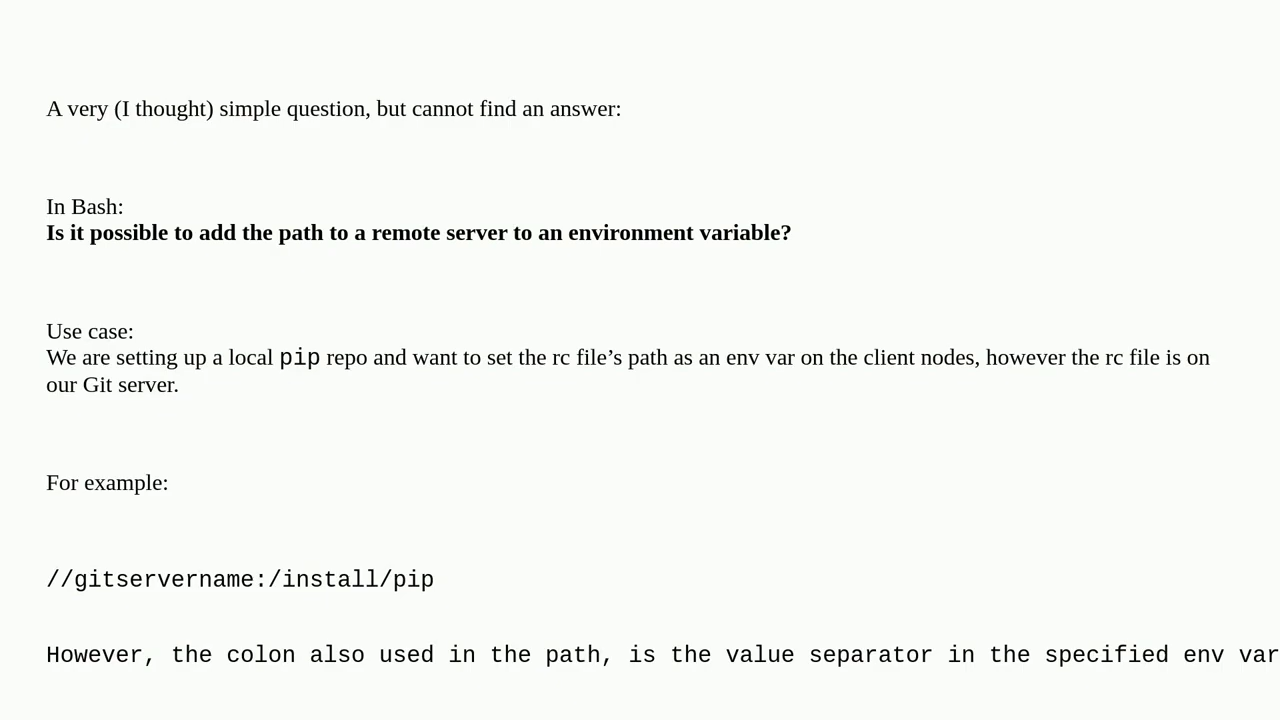 A very (I thought) simple question, but cannot find an answer:
In Bash:
Is it possible to add the path to a remote server to an environment variable?
Use case:
We are setting up a local pip repo and want to set the rc file’s path as an env var on the client nodes, however the rc file is on
our Git server.
For example:
//gitservername:/install/pip
However, the colon also used in the path, is the value separator in the specified env var